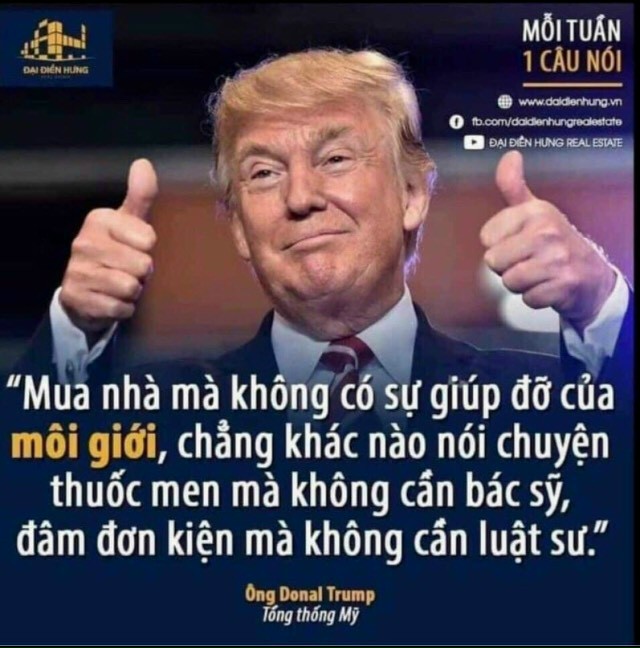 ĐẠI ĐIỀN HƯNG
REAL ESTATE
MỖI TUẦN
1 CÂU NÓI
www.daidienhung.vn
fb.com/daidienhungrealestate
ĐẠI ĐIỀN HƯNG REAL ESTATE
“Mua nhà mà không có sự giúp đỡ của
môi giới, chẳng khác nào nói chuyện
thuốc men mà không cần bác sỹ,
đâm đơn kiện mà không cần luật sư.”
Ông Donal Trump
Tổng thống Mỹ